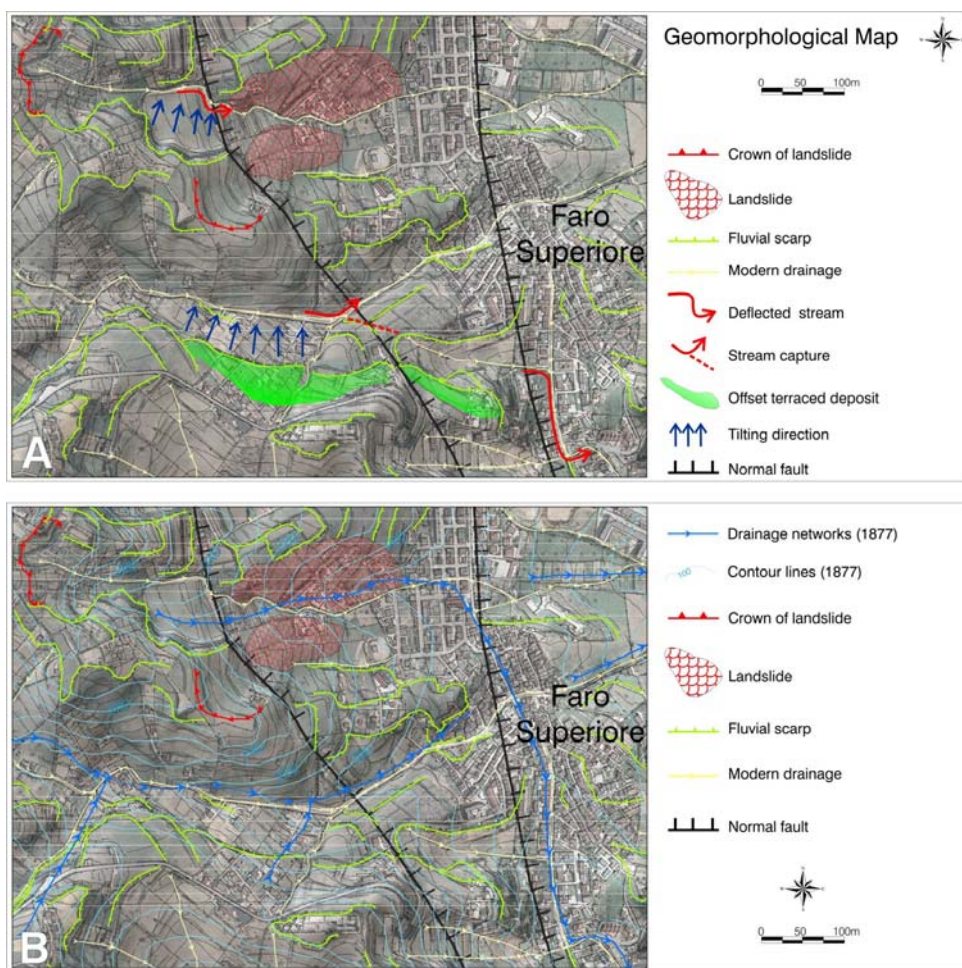 Geomorphological Map
0 50 100m
Crown of landslide
Landslide
Fluvial scarp
Modern drainage
Deflected stream
Stream capture
Offset terraced deposit
Tilting direction
Normal fault
Faro
Superiore
A
Drainage networks (1877)
100
Contour lines (1877)
Crown of landslide
Landslide
Fluvial scarp
Modern drainage
Normal fault
0 50 100m
Faro
Superiore
B